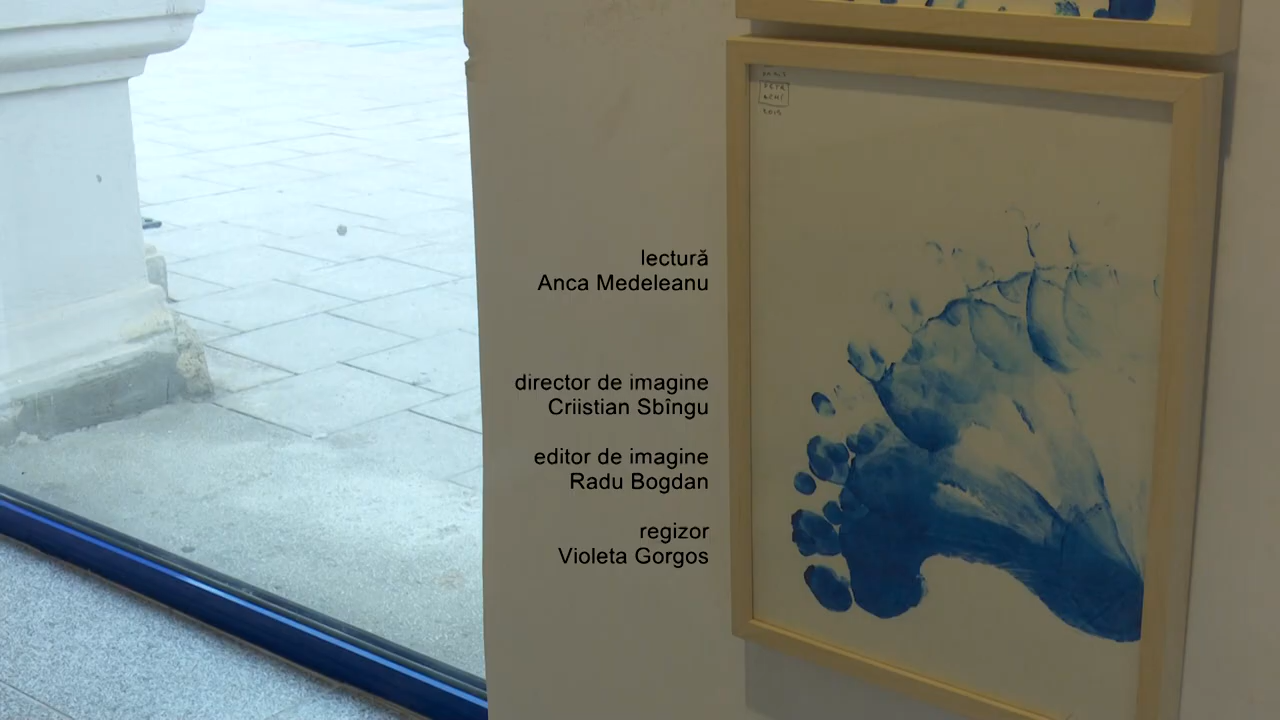 lectură
Anca Medeleanu
director de imagine
Criistian Sbîngu
editor de imagine
Radu Bogdan
regizor
Violeta Gorgos